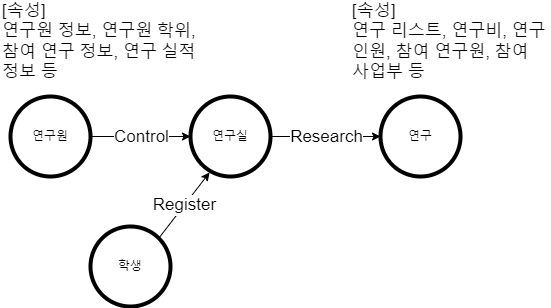 [속성]
연구원 정보, 연구원 학위,
참여 연구 정보, 연구 실적
정보 등
[속성]
연구 리스트, 연구비, 연구
인원, 참여 연구원, 참여
사업부 등
연구원
Control
연구실
Research
연구
Register
학생